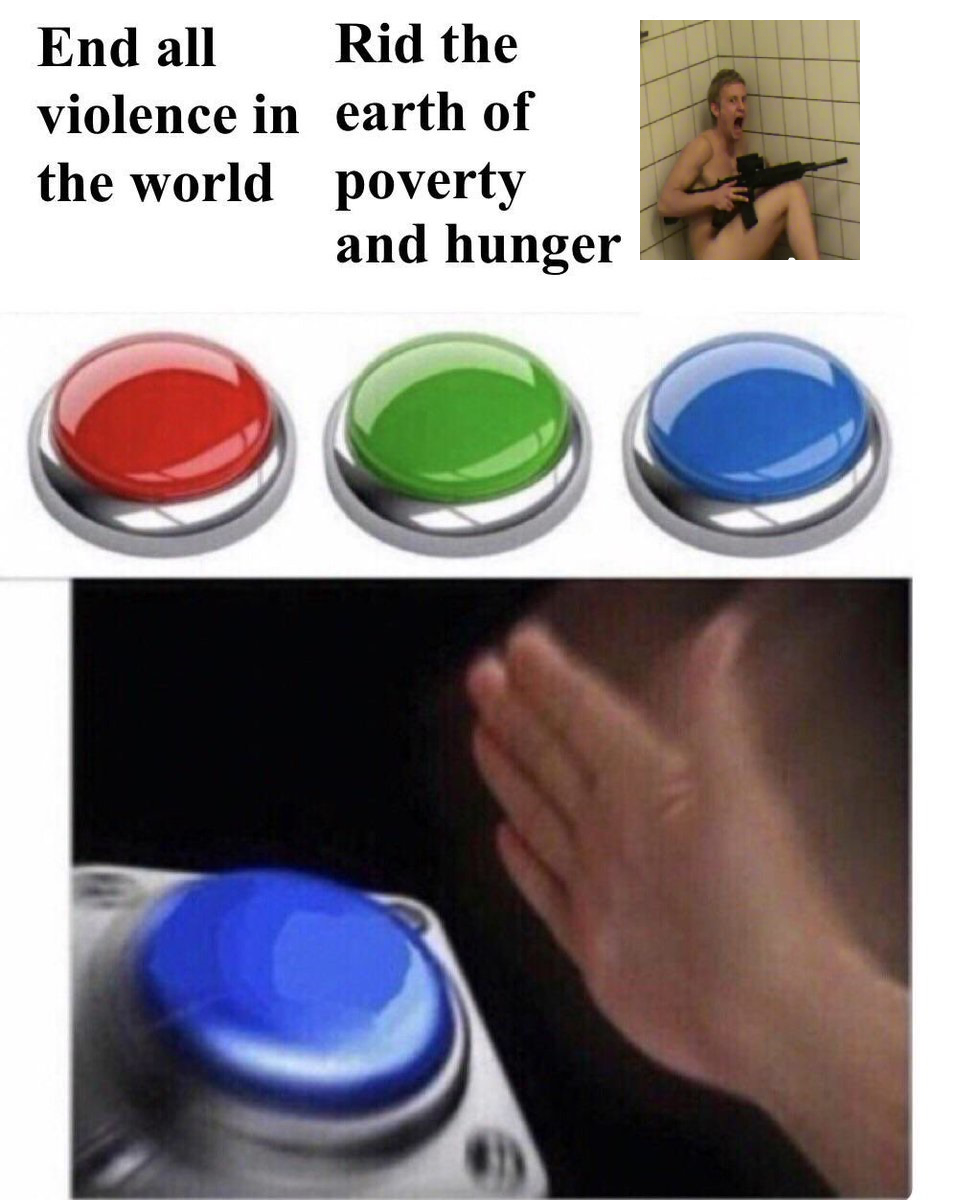 End all
violence in
the world
Rid the
earth of
poverty
and hunger